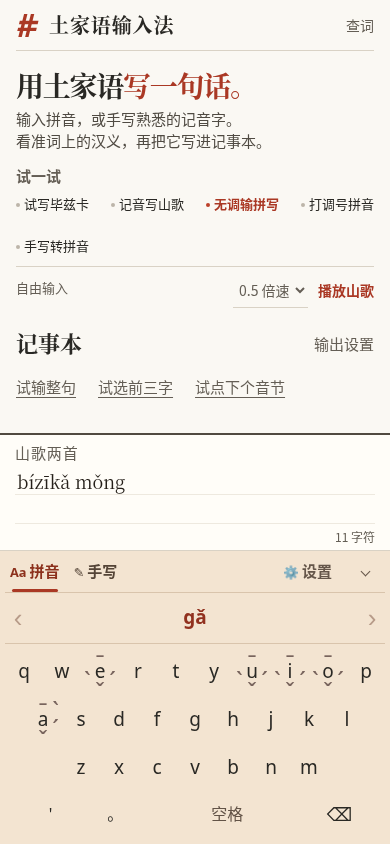 # 土家语输入法
查词
用土家语写一句话。
输入拼音，或手写熟悉的记音字。
看准词上的汉义，再把它写进记事本。
试一试
试写毕兹卡 记音写山歌 无调输拼写 打调号拼音
手写转拼音
自由输入 0.5 倍速 播放山歌
记事本 输出设置
试输整句 试选前三字 试点下个音节
山歌两首
bízīkǎ mǒng
11 字符
Aa 拼音 ✎ 手写 ⚙️ 设置
‹ gǎ ›
q w e r t y u i o p
a s d f g h j k l
z x c v b n m
' 。 空格 ⌫